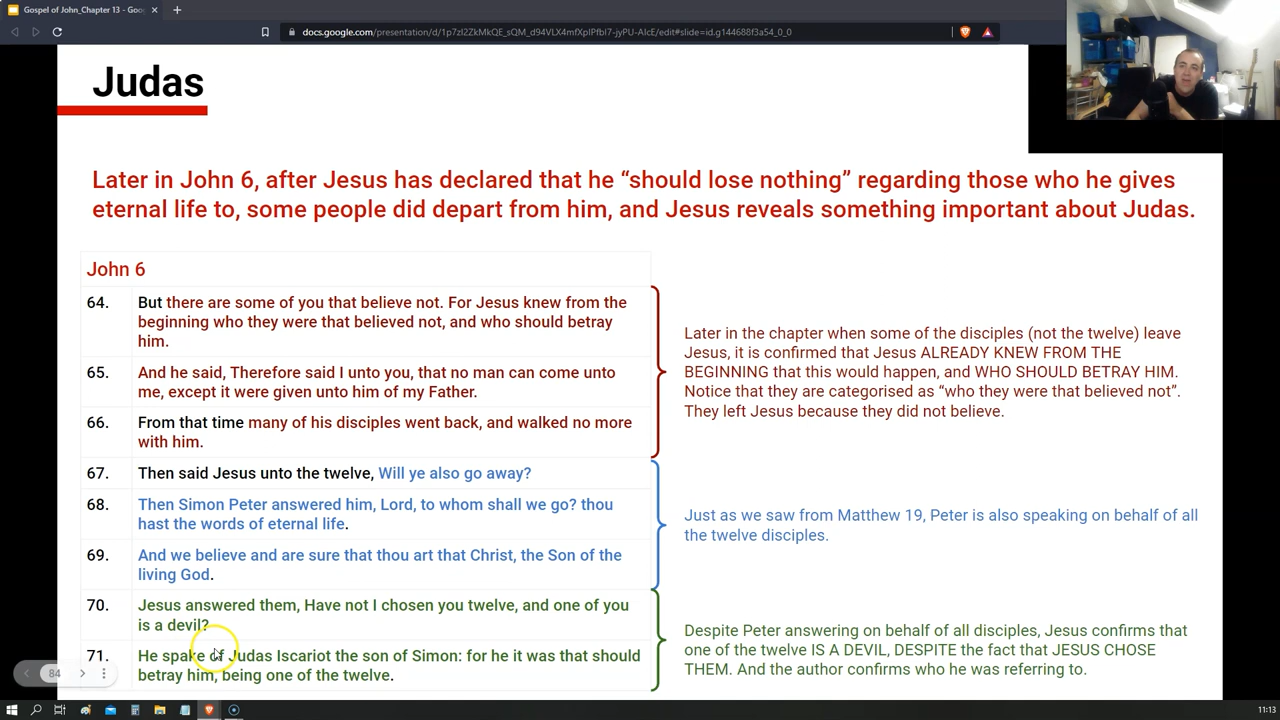 Gospel of John_Chapter 13 - Goo
docs.google.com/presentation/d/1p7zl2ZkMkQE_sQM_d94VLX4mfXpIPfbI7-jyPU-AlcE/edit#slide=id.g144688f3a54_0_0
Judas
Later in John 6, after Jesus has declared that he “should lose nothing” regarding those who he gives
eternal life to, some people did depart from him, and Jesus reveals something important about Judas.
John 6
64. But there are some of you that believe not. For Jesus knew from the
beginning who they were that believed not, and who should betray
him.
65. And he said, Therefore said I unto you, that no man can come unto
me, except it were given unto him of my Father.
66. From that time many of his disciples went back, and walked no more
with him.
Later in the chapter when some of the disciples (not the twelve) leave
Jesus, it is confirmed that Jesus ALREADY KNEW FROM THE
BEGINNING that this would happen, and WHO SHOULD BETRAY HIM.
Notice that they are categorised as “who they were that believed not”.
They left Jesus because they did not believe.
67. Then said Jesus unto the twelve, Will ye also go away?
68. Then Simon Peter answered him, Lord, to whom shall we go? thou
hast the words of eternal life.
69. And we believe and are sure that thou art that Christ, the Son of the
living God.
Just as we saw from Matthew 19, Peter is also speaking on behalf of all
the twelve disciples.
70. Jesus answered them, Have not I chosen you twelve, and one of you
is a devil?
71. He spake of Judas Iscariot the son of Simon: for he it was that should
betray him, being one of the twelve.
Despite Peter answering on behalf of all disciples, Jesus confirms that
one of the twelve IS A DEVIL, DESPITE the fact that JESUS CHOSE
THEM. And the author confirms who he was referring to.
84
11:13